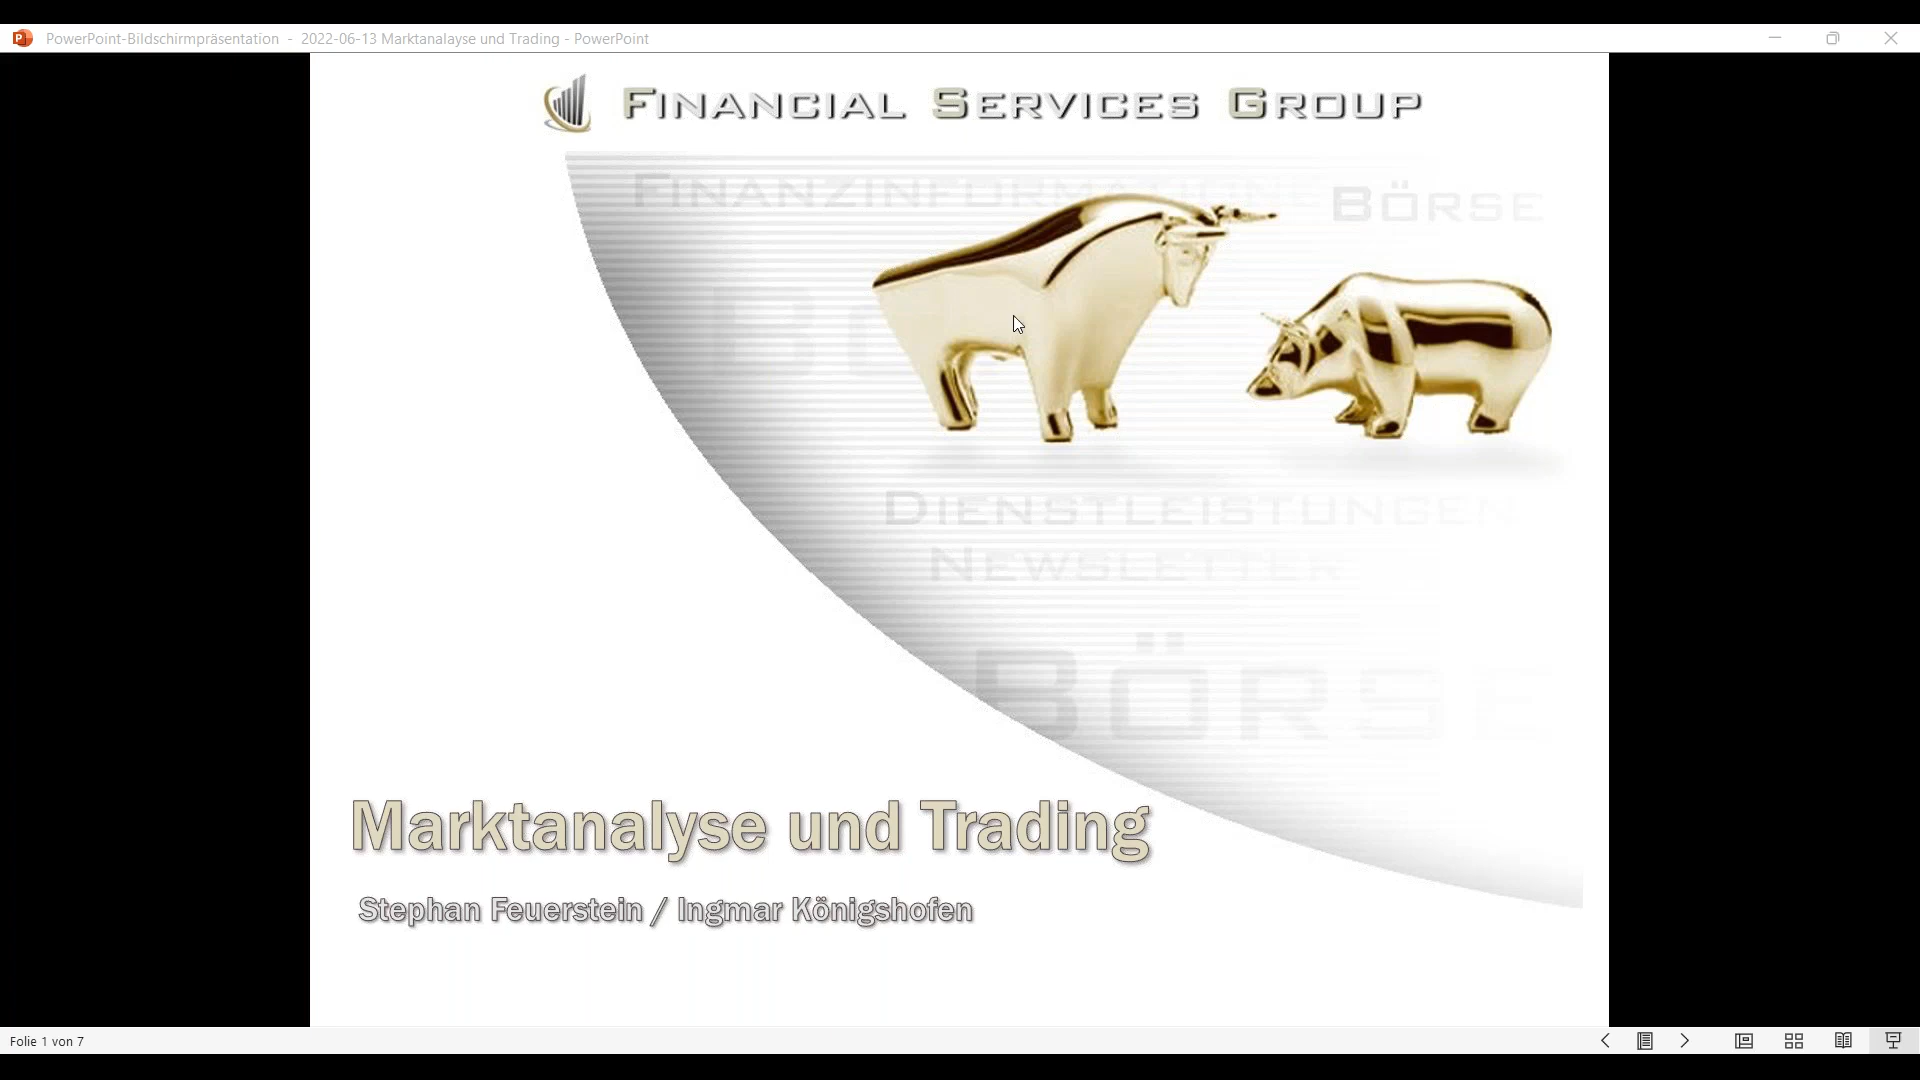 PowerPoint-Bildschirmpräsentation - 2022-06-13 Marktanalayse und Trading - PowerPoint
FINANCIAL SERVICES GROUP
BÖRSE
DIENSTLEISTUNGEN
NEWSLETTER
BÖRSE
Marktanalyse und Trading
Stephan Feuerstein / Ingmar Königshofen
Folie 1 von 7